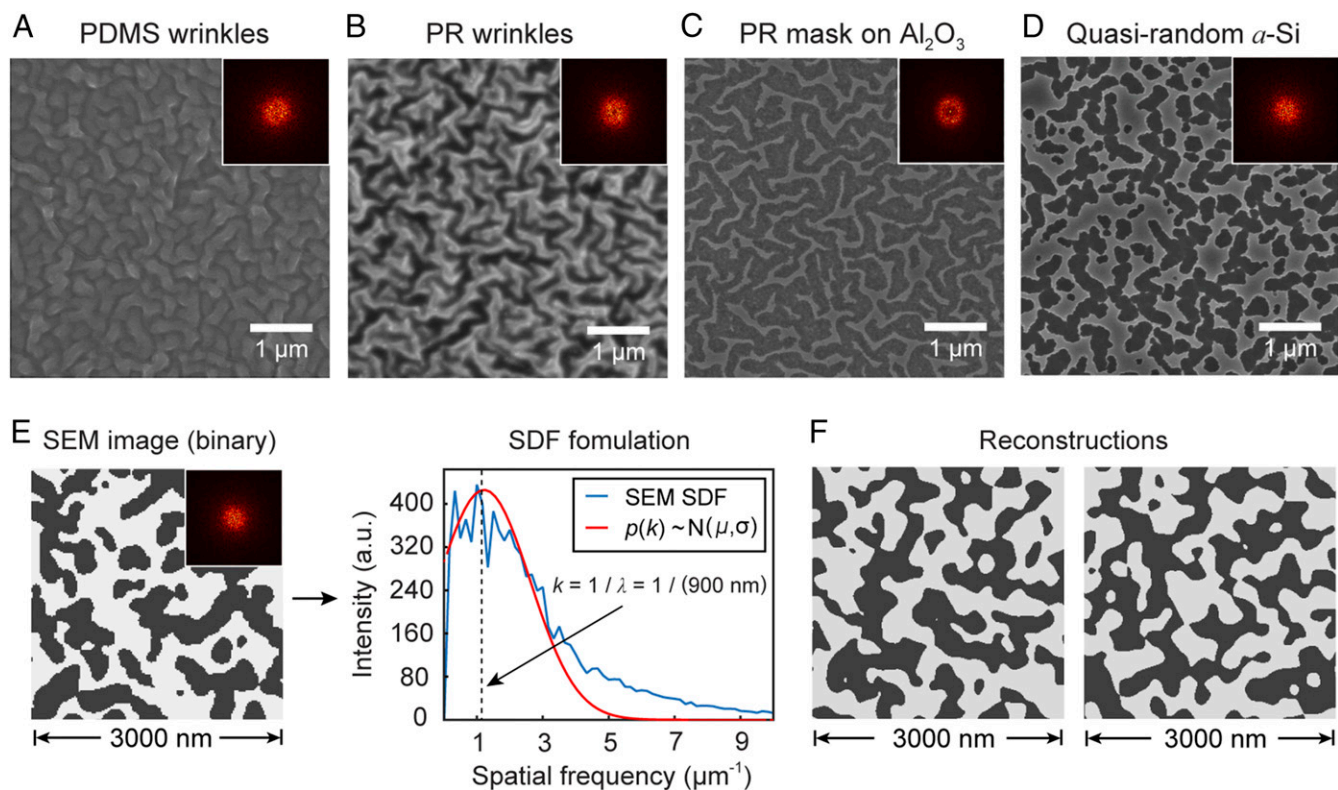 A PDMS wrinkles
B PR wrinkles
C PR mask on Al₂O₃
D Quasi-random a-Si
1 μm
1 μm
1 μm
1 μm
E SEM image (binary)
SDF fomulation
F Reconstructions
3000 nm
Intensity (a.u.)
400
320
240
160
80
0
SEM SDF
p(k) ~ N(μ,σ)
k = 1 / λ = 1 / (900 nm)
1 3 5 7 9
Spatial frequency (μm⁻¹)
3000 nm
3000 nm